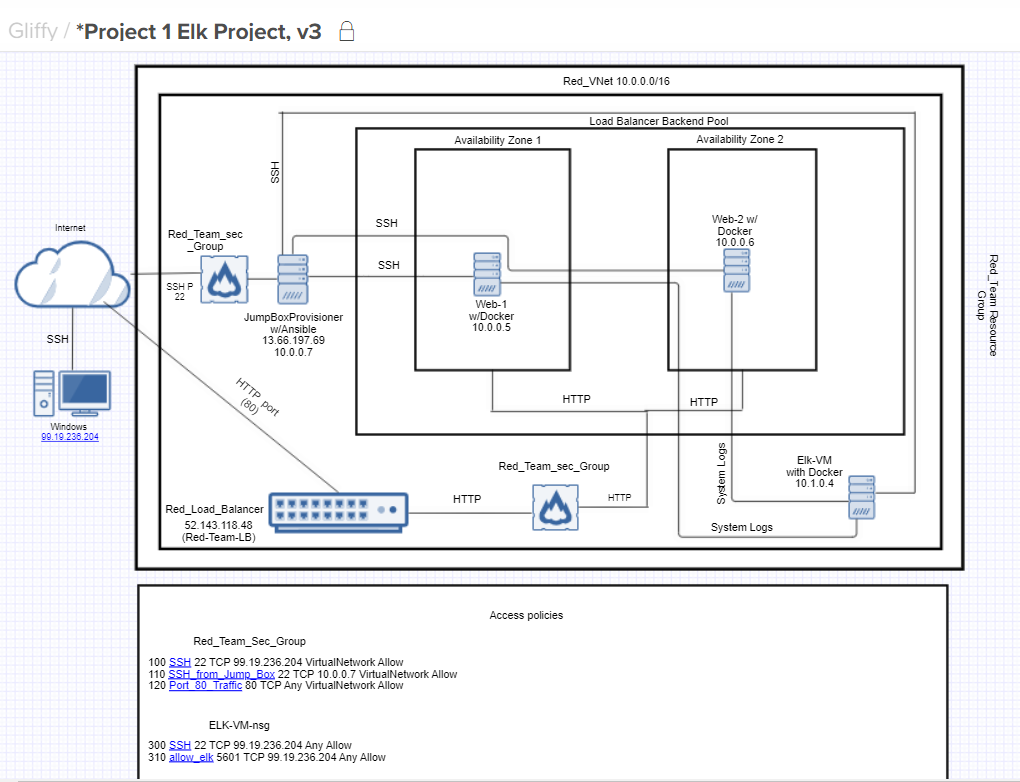 Gliffy / *Project 1 Elk Project, v3
Red_VNet 10.0.0.0/16
Load Balancer Backend Pool
Availability Zone 1
Availability Zone 2
SSH
SSH
SSH
Web-2 w/
Docker
10.0.0.6
Internet
Red_Team_sec
_Group
SSH P
22
JumpBoxProvisioner
w/Ansible
13.66.197.69
10.0.0.7
Web-1
w/Docker
10.0.0.5
Red_Team Resource
Group
SSH
Windows
99.19.236.204
HTTP port
(80)
HTTP
HTTP
System Logs
Elk-VM
with Docker
10.1.0.4
Red_Team_sec_Group
HTTP
HTTP
Red_Load_Balancer
52.143.118.48
(Red-Team-LB)
System Logs
Access policies
Red_Team_Sec_Group
100 SSH 22 TCP 99.19.236.204 VirtualNetwork Allow
110 SSH_from_Jump_Box 22 TCP 10.0.0.7 VirtualNetwork Allow
120 Port_80_Traffic 80 TCP Any VirtualNetwork Allow
ELK-VM-nsg
300 SSH 22 TCP 99.19.236.204 Any Allow
310 allow_elk 5601 TCP 99.19.236.204 Any Allow